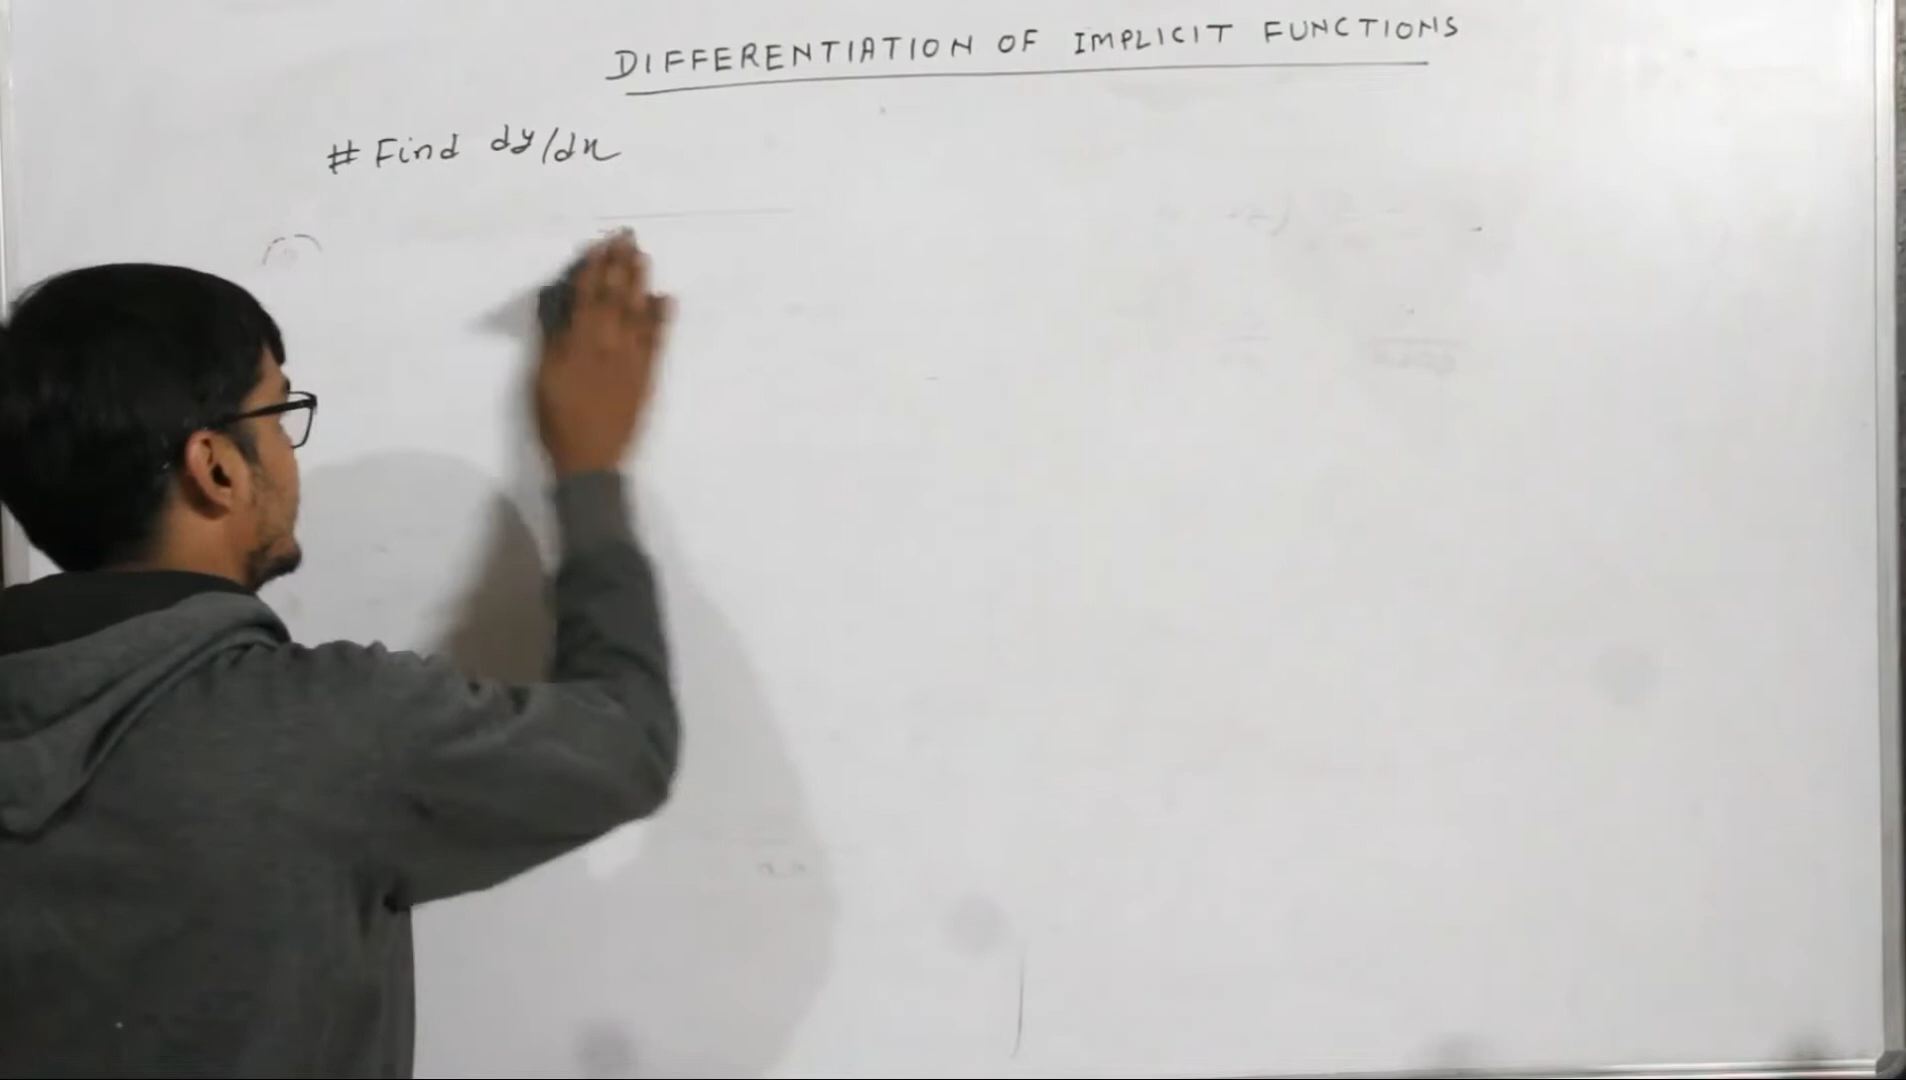 DIFFERENTIATION OF IMPLICIT FUNCTIONS
# Find dy/dx